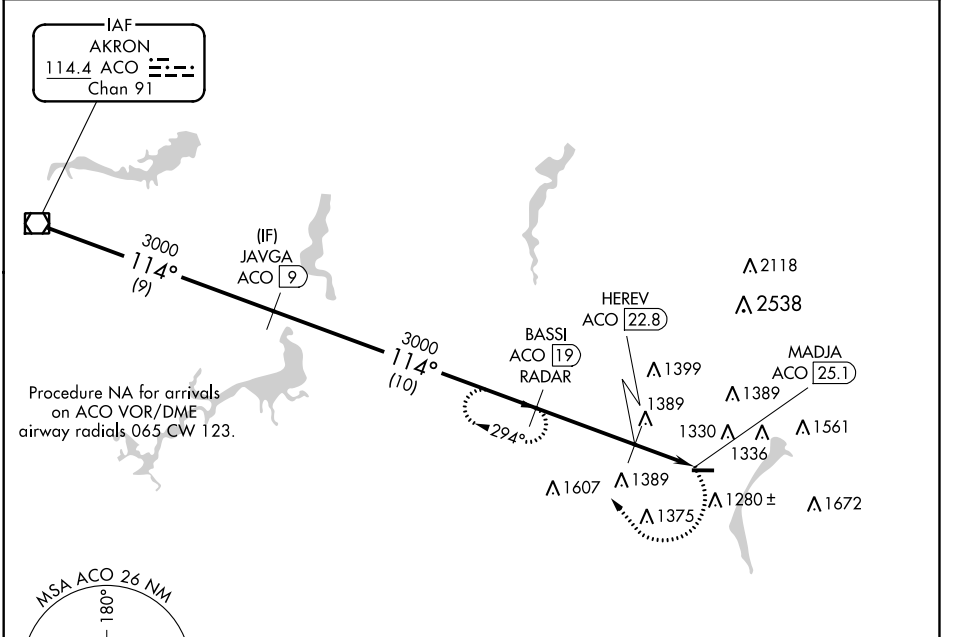 IAF
AKRON
114.4 ACO
Chan 91
3000
114°
(9)
(IF)
JAVGA
ACO 9
3000
114°
(10)
BASSI
ACO 19
RADAR
HEREV
ACO 22.8
MADJA
ACO 25.1
2118
2538
1399
1389
1389
1330
1336
1561
294°
1607
1389
1375
1280 ±
1672
Procedure NA for arrivals
on ACO VOR/DME
airway radials 065 CW 123.
MSA ACO 26 NM
180°